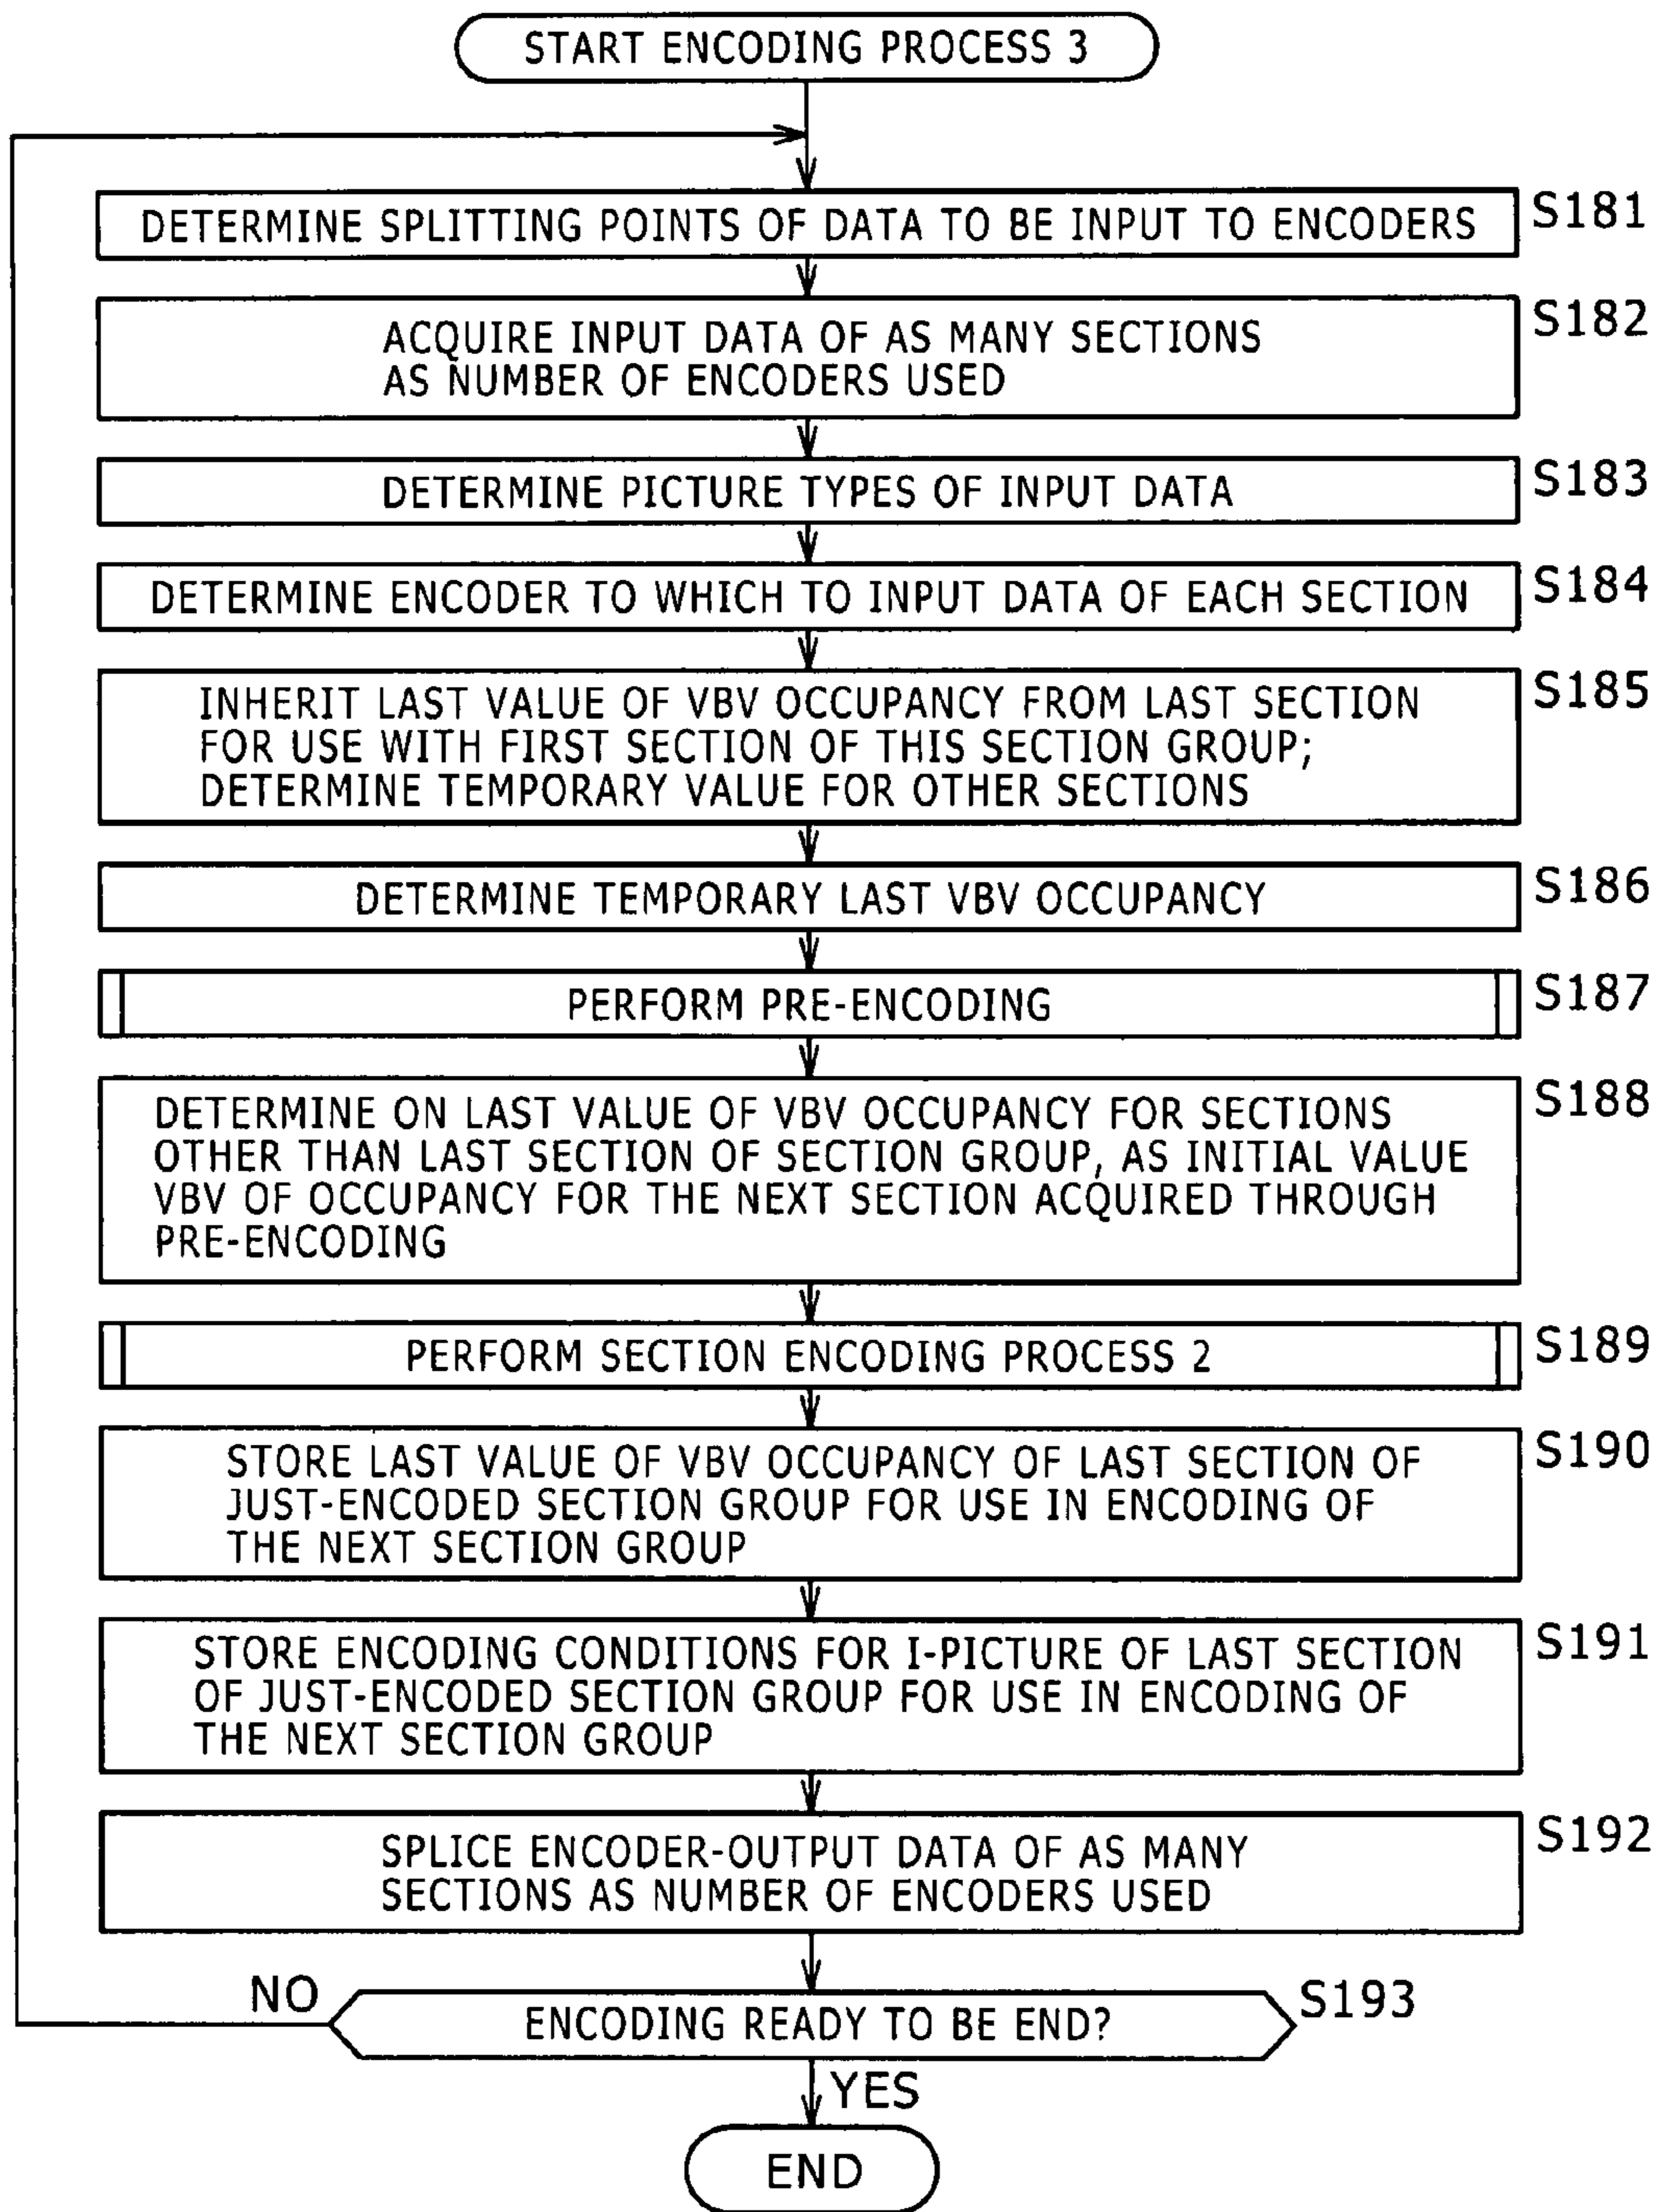 START ENCODING PROCESS 3
DETERMINE SPLITTING POINTS OF DATA TO BE INPUT TO ENCODERS
S181
ACQUIRE INPUT DATA OF AS MANY SECTIONS
AS NUMBER OF ENCODERS USED
S182
DETERMINE PICTURE TYPES OF INPUT DATA
S183
DETERMINE ENCODER TO WHICH TO INPUT DATA OF EACH SECTION
S184
INHERIT LAST VALUE OF VBV OCCUPANCY FROM LAST SECTION
FOR USE WITH FIRST SECTION OF THIS SECTION GROUP;
DETERMINE TEMPORARY VALUE FOR OTHER SECTIONS
S185
DETERMINE TEMPORARY LAST VBV OCCUPANCY
S186
PERFORM PRE-ENCODING
S187
DETERMINE ON LAST VALUE OF VBV OCCUPANCY FOR SECTIONS
OTHER THAN LAST SECTION OF SECTION GROUP, AS INITIAL VALUE
VBV OF OCCUPANCY FOR THE NEXT SECTION ACQUIRED THROUGH
PRE-ENCODING
S188
PERFORM SECTION ENCODING PROCESS 2
S189
STORE LAST VALUE OF VBV OCCUPANCY OF LAST SECTION OF
JUST-ENCODED SECTION GROUP FOR USE IN ENCODING OF
THE NEXT SECTION GROUP
S190
STORE ENCODING CONDITIONS FOR I-PICTURE OF LAST SECTION
OF JUST-ENCODED SECTION GROUP FOR USE IN ENCODING OF
THE NEXT SECTION GROUP
S191
SPLICE ENCODER-OUTPUT DATA OF AS MANY
SECTIONS AS NUMBER OF ENCODERS USED
S192
NO
ENCODING READY TO BE END?
S193
YES
END